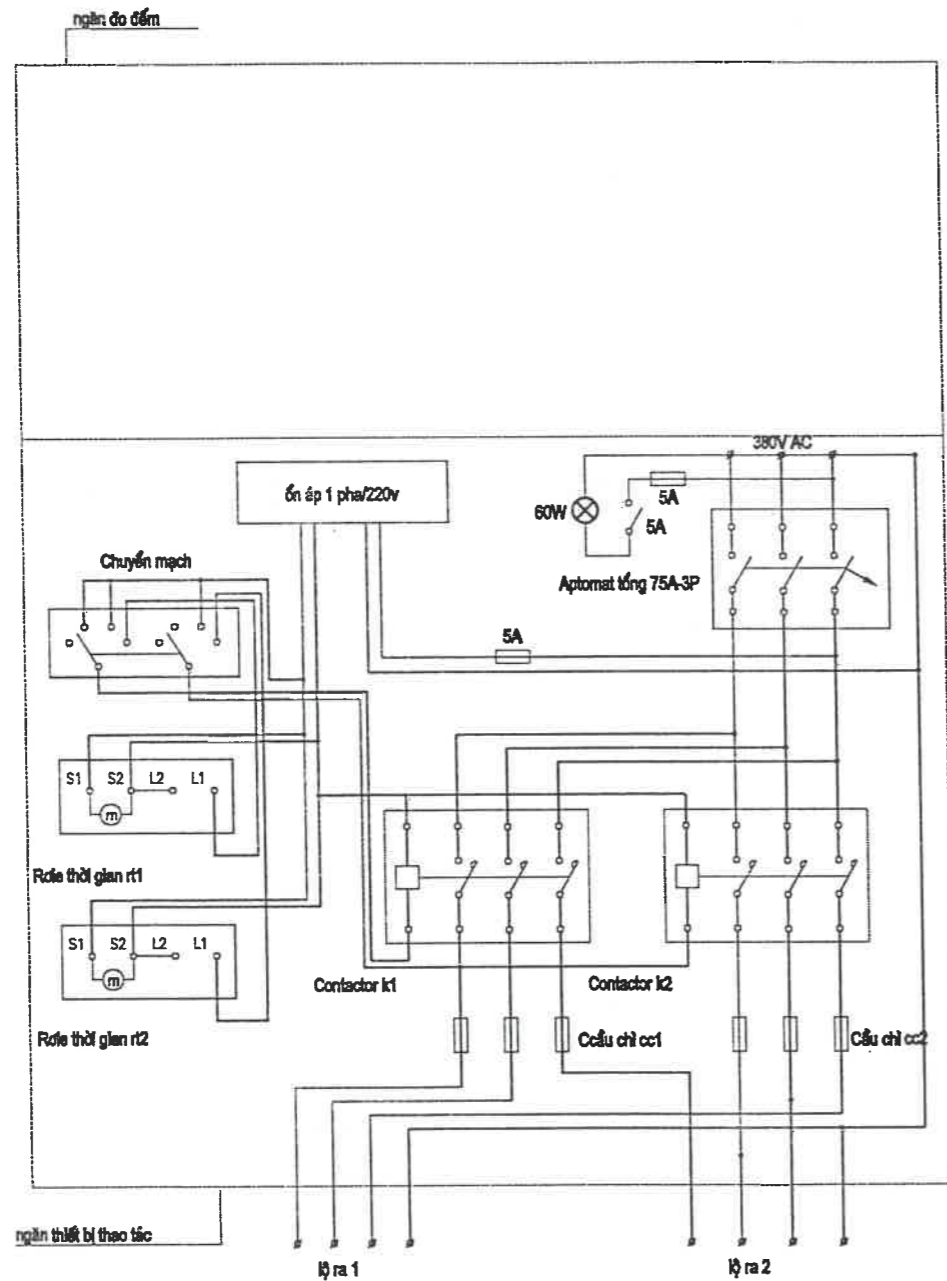 ngăn đo đếm
380V AC
ổn áp 1 pha/220v
5A
60W
5A
Chuyển mạch
Aptomat tổng 75A-3P
5A
S1 S2 L2 L1
m
Rơle thời gian rt1
S1 S2 L2 L1
m
Contactor k1
Contactor k2
Rơle thời gian rt2
Ccầu chì cc1
Cầu chì cc2
ngăn thiết bị thao tác
lộ ra 1
lộ ra 2